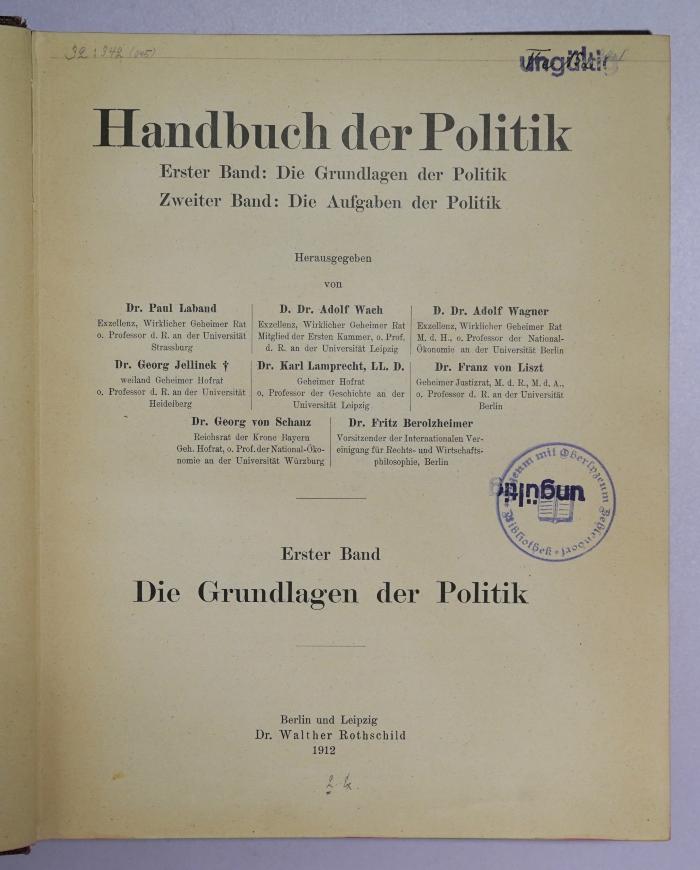 32:342 (045)
ungültig
Handbuch der Politik
Erster Band: Die Grundlagen der Politik
Zweiter Band: Die Aufgaben der Politik
Herausgegeben
von
Dr. Paul Laband
Exzellenz, Wirklicher Geheimer Rat
o. Professor d. R. an der Universität
Strassburg
D. Dr. Adolf Wach
Exzellenz, Wirklicher Geheimer Rat
Mitglied der Ersten Kammer, o. Prof.
d. R. an der Universität Leipzig
D. Dr. Adolf Wagner
Exzellenz, Wirklicher Geheimer Rat
M. d. H., o. Professor der National-
Ökonomie an der Universität Berlin
Dr. Georg Jellinek †
weiland Geheimer Hofrat
o. Professor d. R. an der Universität
Heidelberg
Dr. Karl Lamprecht, LL. D.
Geheimer Hofrat
o. Professor der Geschichte an der
Universität Leipzig
Dr. Franz von Liszt
Geheimer Justizrat, M. d. R., M. d. A.,
o. Professor d. R. an der Universität
Berlin
Dr. Georg von Schanz
Reichsrat der Krone Bayern
Geh. Hofrat, o. Prof. der National-Öko-
nomie an der Universität Würzburg
Dr. Fritz Berolzheimer
Vorsitzender der Internationalen Ver-
einigung für Rechts- und Wirtschafts-
philosophie, Berlin
mit Oberlyzeum Zehlendorf
ungültig
Erster Band
Die Grundlagen der Politik
Berlin und Leipzig
Dr. Walther Rothschild
1912